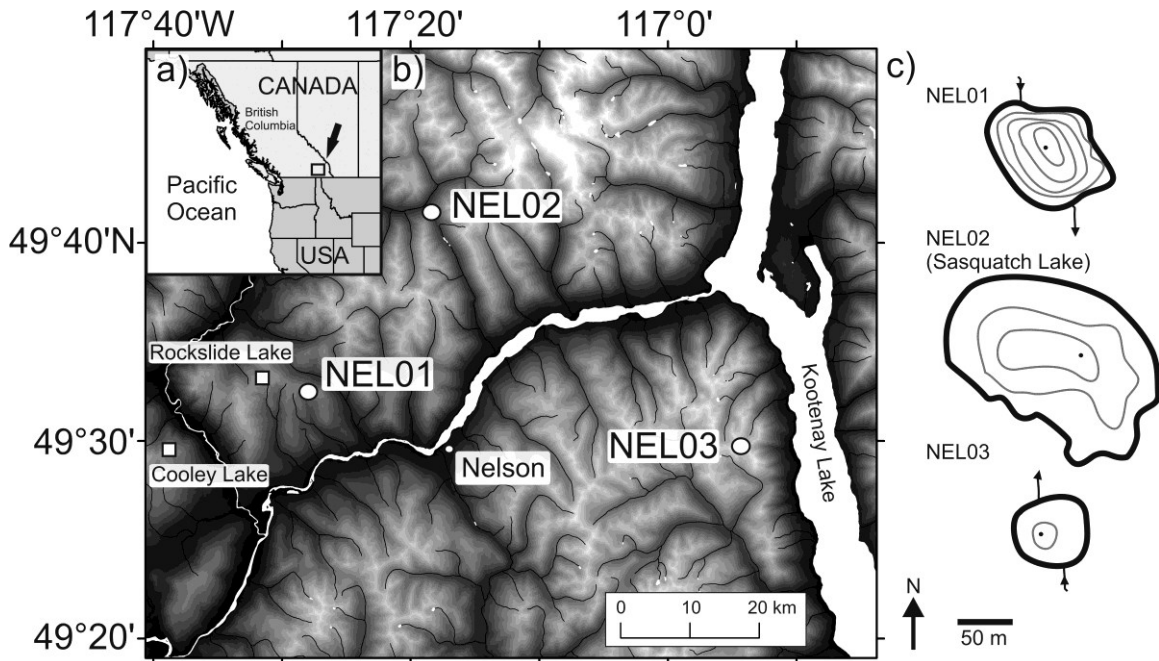 117°40'W
117°20'
117°0'
a)
b)
c)
CANADA
British
Columbia
Pacific
Ocean
USA
NEL01
NEL02
49°40'N
NEL02
(Sasquatch Lake)
Rockslide Lake
NEL01
Kootenay Lake
49°30'
NEL03
NEL03
Cooley Lake
Nelson
N
0 10 20 km
50 m
49°20'